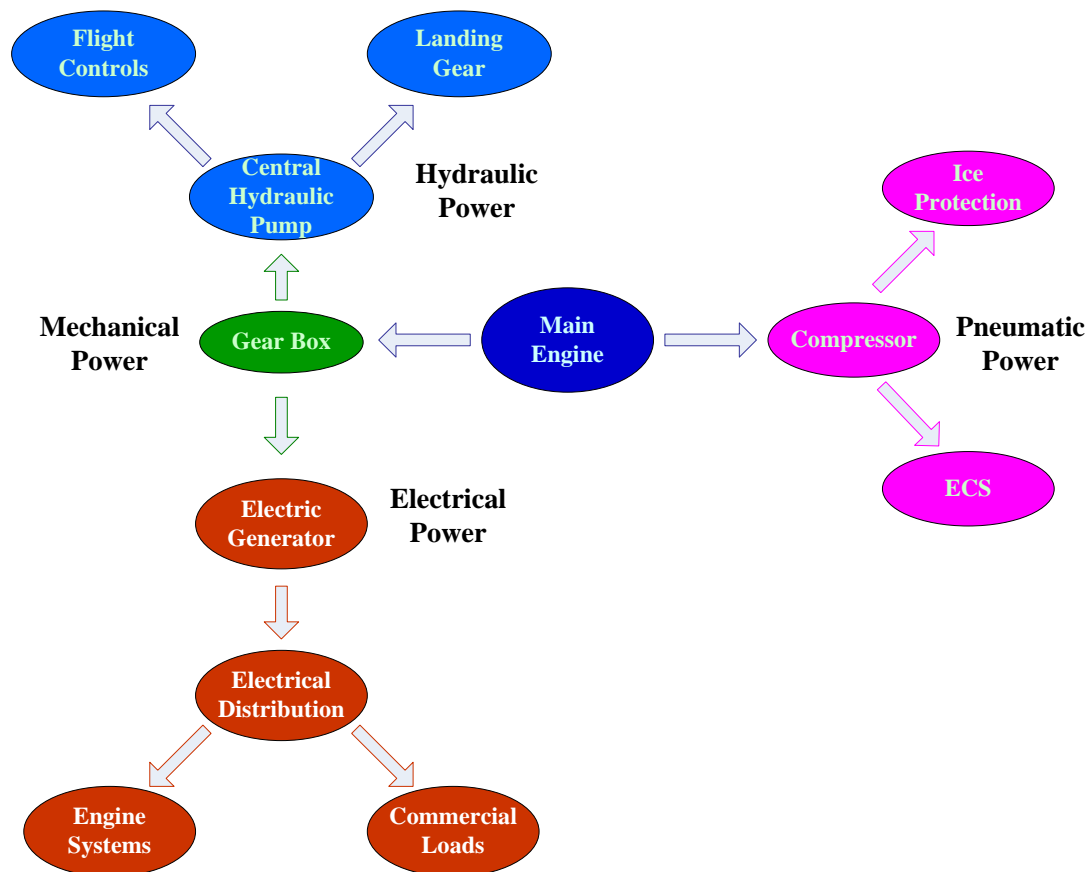 Flight
Controls
Landing
Gear
Central
Hydraulic
Pump
Hydraulic
Power
Ice
Protection
Mechanical
Power
Gear Box
Main
Engine
Compressor
Pneumatic
Power
ECS
Electric
Generator
Electrical
Power
Electrical
Distribution
Engine
Systems
Commercial
Loads